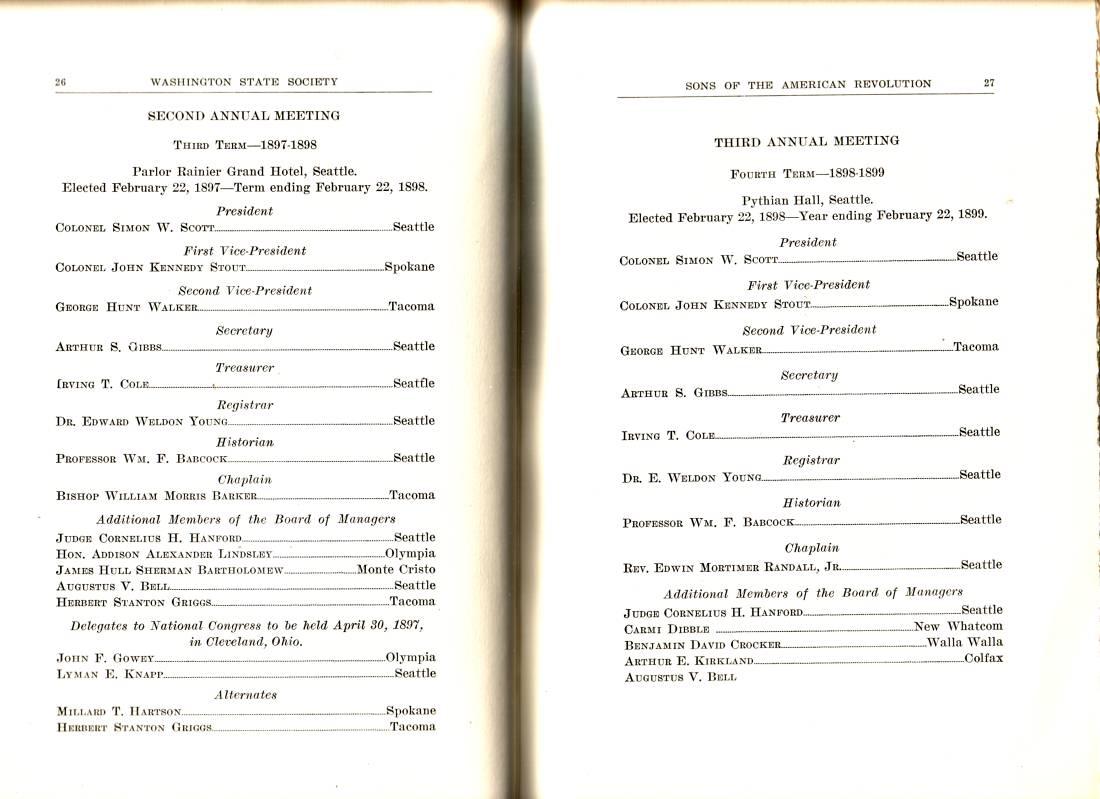 26 WASHINGTON STATE SOCIETY
SECOND ANNUAL MEETING
THIRD TERM—1897-1898
Parlor Rainier Grand Hotel, Seattle.
Elected February 22, 1897—Term ending February 22, 1898.
President
COLONEL SIMON W. SCOTT Seattle
First Vice-President
COLONEL JOHN KENNEDY STOUT Spokane
Second Vice-President
GEORGE HUNT WALKER Tacoma
Secretary
ARTHUR S. GIBBS Seattle
Treasurer
IRVING T. COLE Seattle
Registrar
DR. EDWARD WELDON YOUNG Seattle
Historian
PROFESSOR WM. F. BABCOCK Seattle
Chaplain
BISHOP WILLIAM MORRIS BARKER Tacoma
Additional Members of the Board of Managers
JUDGE CORNELIUS H. HANFORD Seattle
HON. ADDISON ALEXANDER LINDSLEY Olympia
JAMES HULL SHERMAN BARTHOLOMEW Monte Cristo
AUGUSTUS V. BELL Seattle
HERBERT STANTON GRIGGS Tacoma
Delegates to National Congress to be held April 30, 1897,
in Cleveland, Ohio.
JOHN F. GOWEY Olympia
LYMAN E. KNAPP Seattle
Alternates
MILLARD T. HARTSON Spokane
HERBERT STANTON GRIGGS Tacoma
SONS OF THE AMERICAN REVOLUTION 27
THIRD ANNUAL MEETING
FOURTH TERM—1898-1899
Pythian Hall, Seattle.
Elected February 22, 1898—Year ending February 22, 1899.
President
COLONEL SIMON W. SCOTT Seattle
First Vice-President
COLONEL JOHN KENNEDY STOUT Spokane
Second Vice-President
GEORGE HUNT WALKER Tacoma
Secretary
ARTHUR S. GIBBS Seattle
Treasurer
IRVING T. COLE Seattle
Registrar
DR. E. WELDON YOUNG Seattle
Historian
PROFESSOR WM. F. BABCOCK Seattle
Chaplain
REV. EDWIN MORTIMER RANDALL, JR. Seattle
Additional Members of the Board of Managers
JUDGE CORNELIUS H. HANFORD Seattle
CARMI DIBBLE New Whatcom
BENJAMIN DAVID CROCKER Walla Walla
ARTHUR E. KIRKLAND Colfax
AUGUSTUS V. BELL